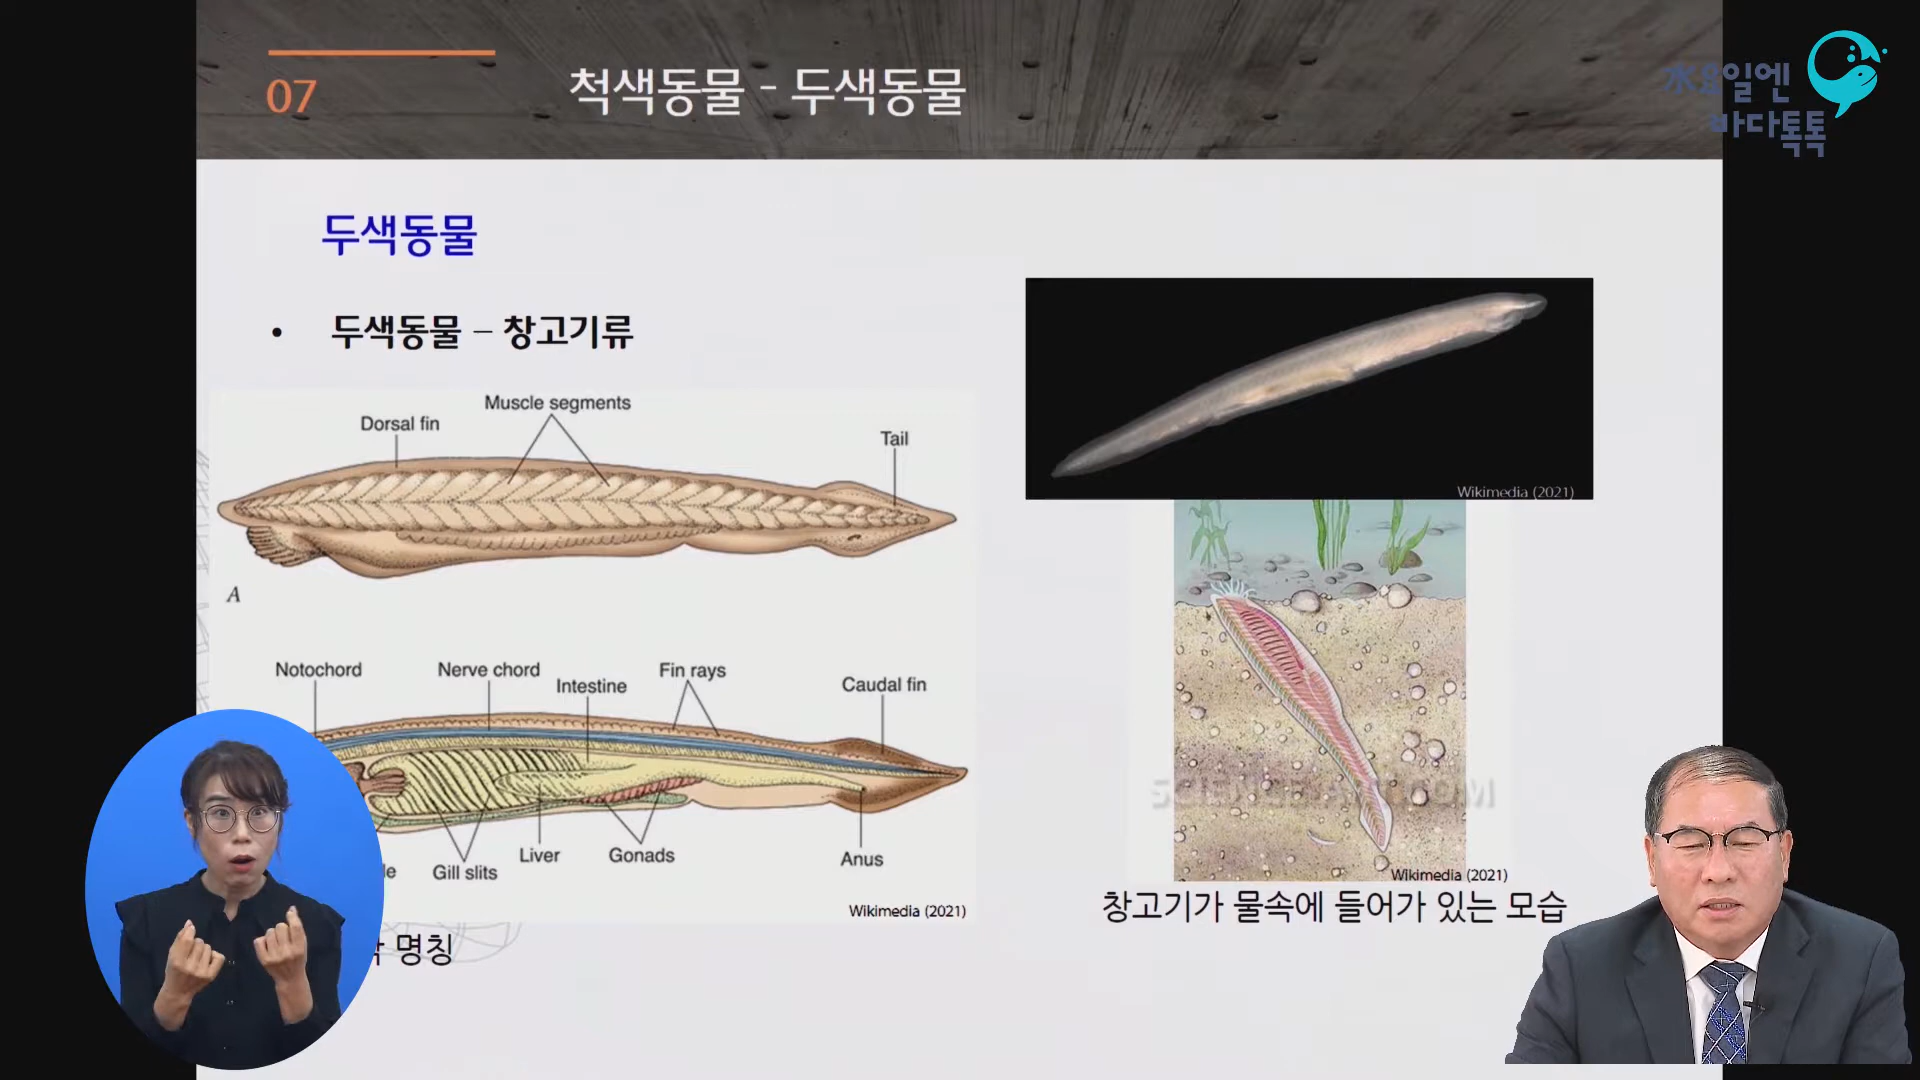 07
척색동물 - 두색동물
水요일엔
바다톡톡
두색동물
• 두색동물 – 창고기류
Muscle segments
Dorsal fin
Tail
A
Notochord
Nerve chord
Intestine
Fin rays
Caudal fin
Gill slits
Liver
Gonads
Anus
Wikimedia (2021)
명칭
Wikimedia (2021)
Wikimedia (2021)
창고기가 물속에 들어가 있는 모습